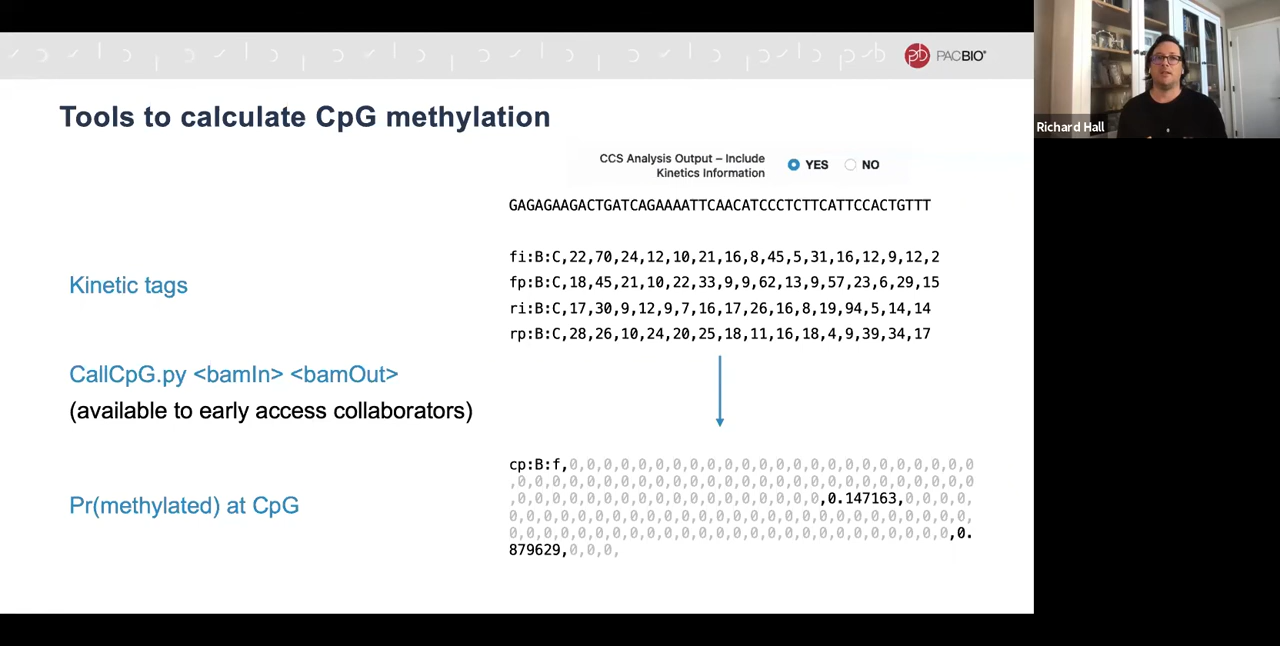 PACBIO®
Richard Hall
Tools to calculate CpG methylation
CCS Analysis Output – Include
Kinetics Information
YES
NO
GAGAGAAGACTGATCAGAAAATTCAACATCCCTCTTCATTCCACTGTTT
Kinetic tags
fi:B:C,22,70,24,12,10,21,16,8,45,5,31,16,12,9,12,2
fp:B:C,18,45,21,10,22,33,9,9,62,13,9,57,23,6,29,15
ri:B:C,17,30,9,12,9,7,16,17,26,16,8,19,94,5,14,14
rp:B:C,28,26,10,24,20,25,18,11,16,18,4,9,39,34,17
CallCpG.py <bamIn> <bamOut>
(available to early access collaborators)
Pr(methylated) at CpG
cp:B:f,0,0,0,0,0,0,0,0,0,0,0,0,0,0,0,0,0,0,0,0,0,0,0,0
,0,0,0,0,0,0,0,0,0,0,0,0,0,0,0,0,0,0,0,0,0,0,0,0,0,0,0
,0,0,0,0,0,0,0,0,0,0,0,0,0,0,0,0,0,0,,0.147163,0,0,0,0,
0,0,0,0,0,0,0,0,0,0,0,0,0,0,0,0,0,0,0,0,0,0,0,0,0,0,0,
0,0,0,0,0,0,0,0,0,0,0,0,0,0,0,0,0,0,0,0,0,0,0,0,0,0,0.
879629,0,0,0,